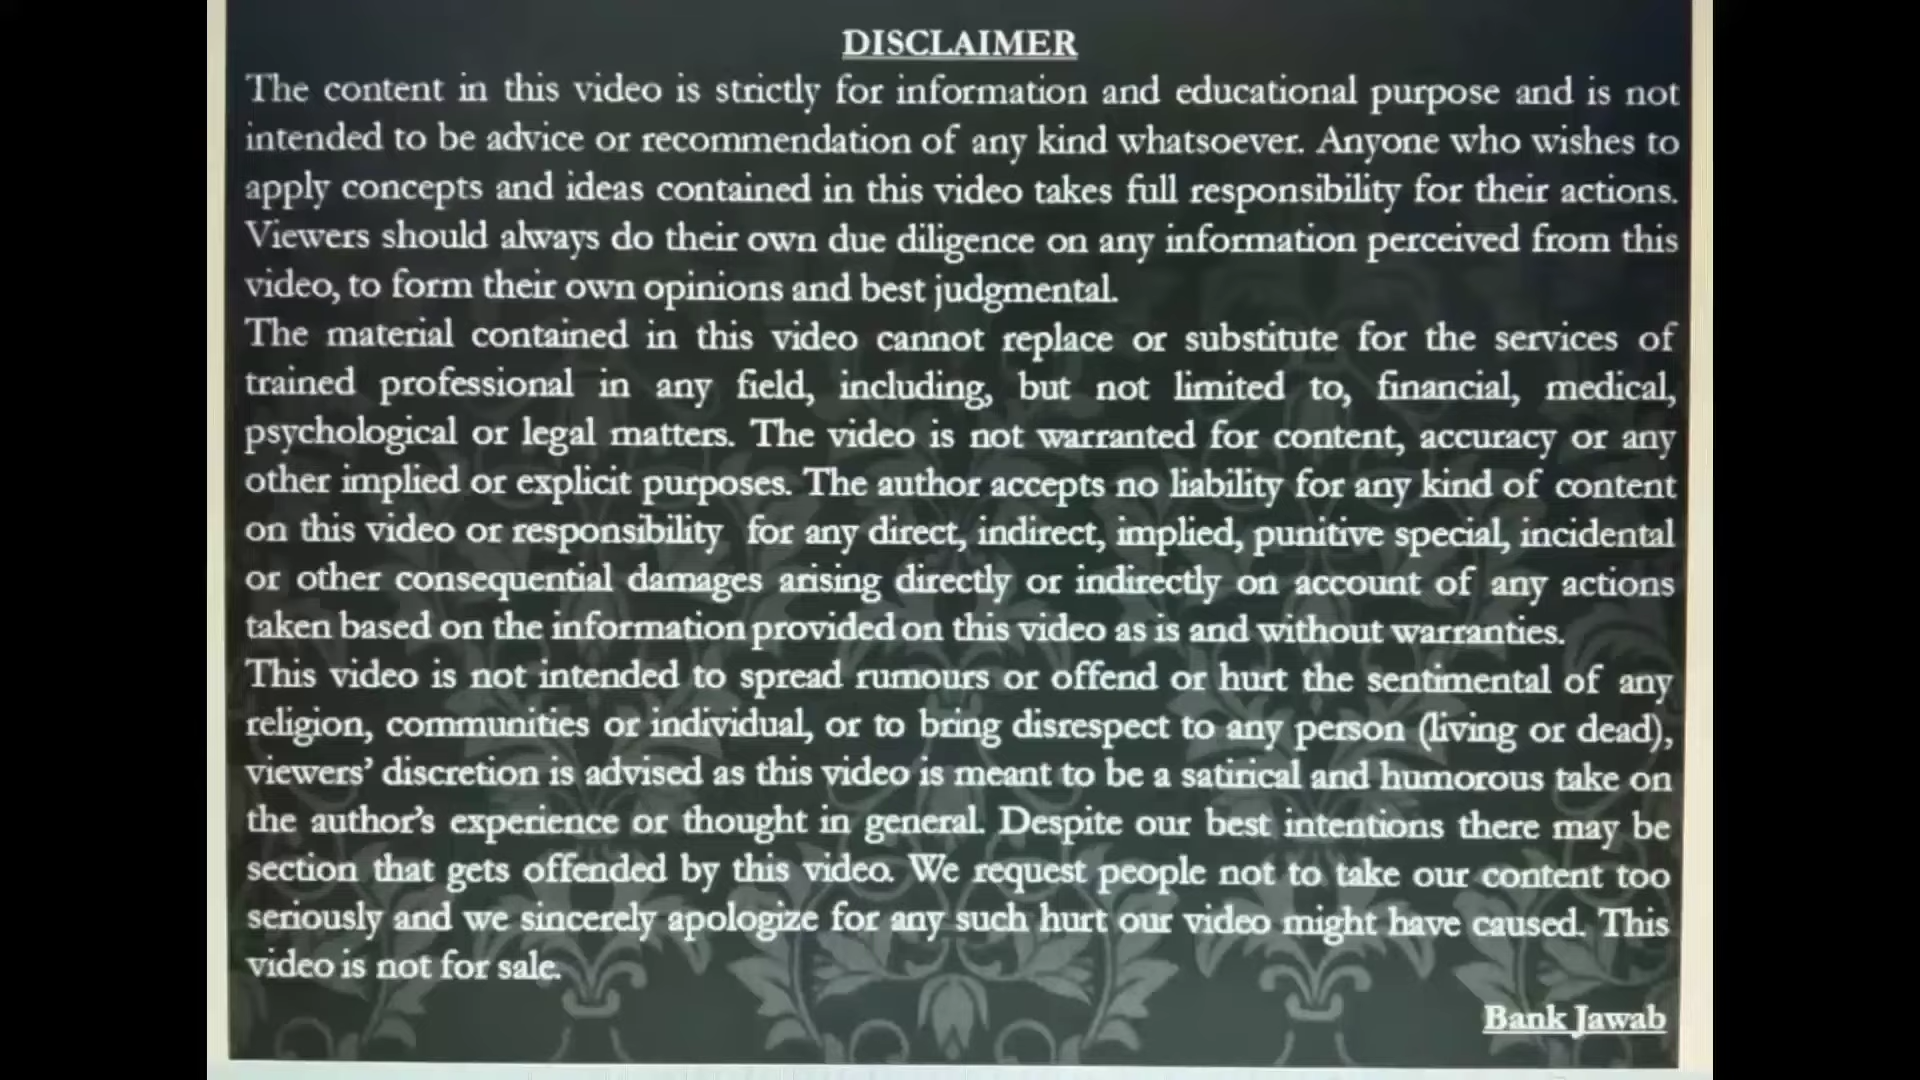 DISCLAIMER
The content in this video is strictly for information and educational purpose and is not
intended to be advice or recommendation of any kind whatsoever. Anyone who wishes to
apply concepts and ideas contained in this video takes full responsibility for their actions.
Viewers should always do their own due diligence on any information perceived from this
video, to form their own opinions and best judgmental.
The material contained in this video cannot replace or substitute for the services of
trained professional in any field, including, but not limited to, financial, medical,
psychological or legal matters. The video is not warranted for content, accuracy or any
other implied or explicit purposes. The author accepts no liability for any kind of content
on this video or responsibility for any direct, indirect, implied, punitive special, incidental
or other consequential damages arising directly or indirectly on account of any actions
taken based on the information provided on this video as is and without warranties.
This video is not intended to spread rumours or offend or hurt the sentimental of any
religion, communities or individual, or to bring disrespect to any person (living or dead),
viewers' discretion is advised as this video is meant to be a satirical and humorous take on
the author's experience or thought in general. Despite our best intentions there may be
section that gets offended by this video. We request people not to take our content too
seriously and we sincerely apologize for any such hurt our video might have caused. This
video is not for sale.
Bank Jawab